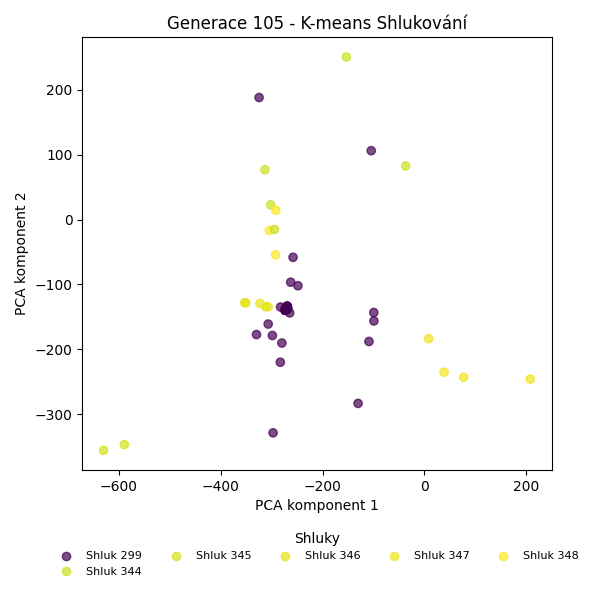 Generace 105 - K-means Shlukování
PCA komponent 2
200
100
0
−100
−200
−300
−600
−400
−200
0
200
PCA komponent 1
Shluky
Shluk 299
Shluk 345
Shluk 346
Shluk 347
Shluk 348
Shluk 344